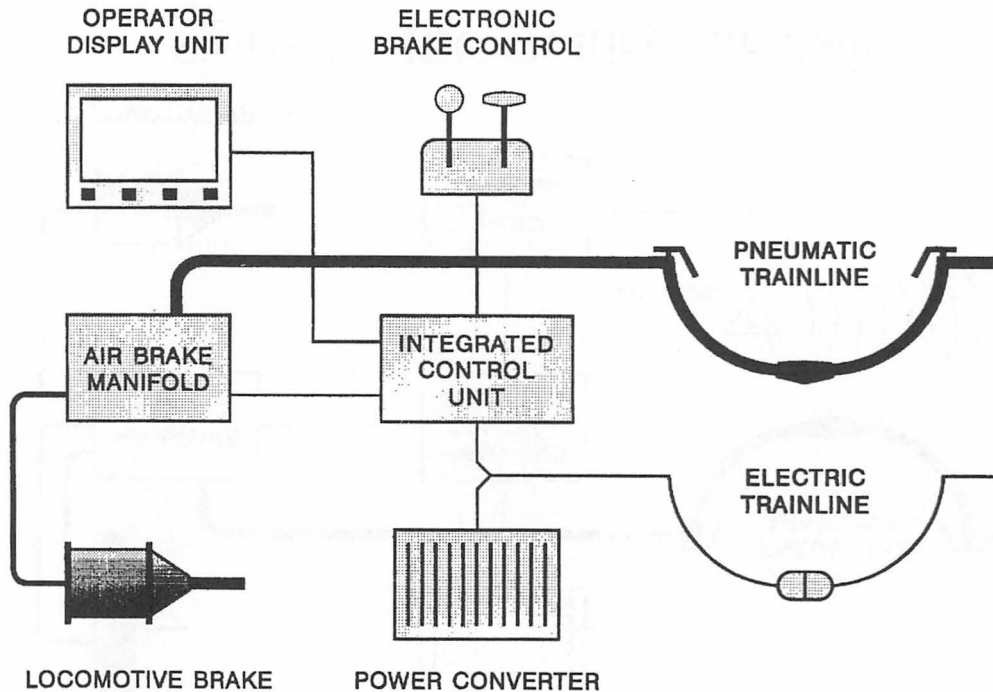 OPERATOR
DISPLAY UNIT
ELECTRONIC
BRAKE CONTROL
PNEUMATIC
TRAINLINE
AIR BRAKE
MANIFOLD
INTEGRATED
CONTROL
UNIT
ELECTRIC
TRAINLINE
LOCOMOTIVE BRAKE
POWER CONVERTER